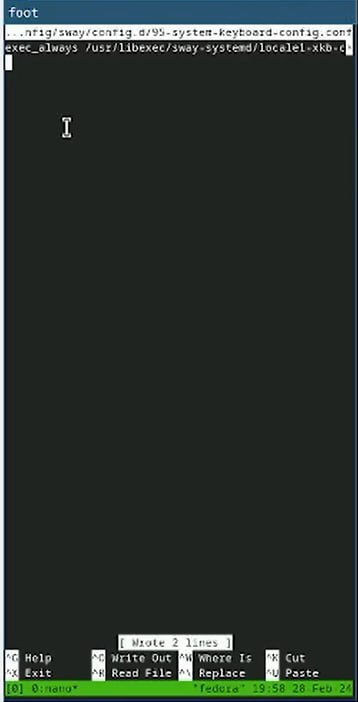 foot
...nfig/sway/config.d/95-system-keyboard-config.conf
exec_always /usr/libexec/sway-systemd/locale1-xkb-c>
[ Wrote 2 lines ]
^G Help ^O Write Out ^W Where Is ^K Cut
^X Exit ^R Read File ^\ Replace ^U Paste
[0] 0:nano* "fedora" 19:58 28-Feb-24